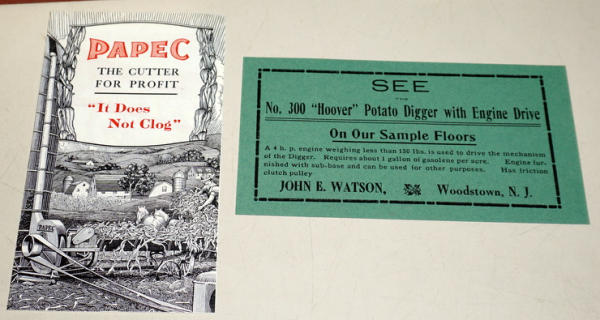 PAPEC
THE CUTTER
FOR PROFIT
"It Does
Not Clog"
PAPEC
SEE
THE
No. 300 "Hoover" Potato Digger with Engine Drive
On Our Sample Floors
A 4 h. p. engine weighing less than 150 lbs. is used to drive the mechanism
of the Digger. Requires about 1 gallon of gasolene per acre. Engine fur-
nished with sub-base and can be used for other purposes. Has friction
clutch pulley
JOHN E. WATSON, Woodstown, N. J.